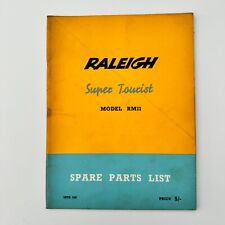 RALEIGH
Super Tourist
MODEL RM11
SPARE PARTS LIST
PRICE 5/-